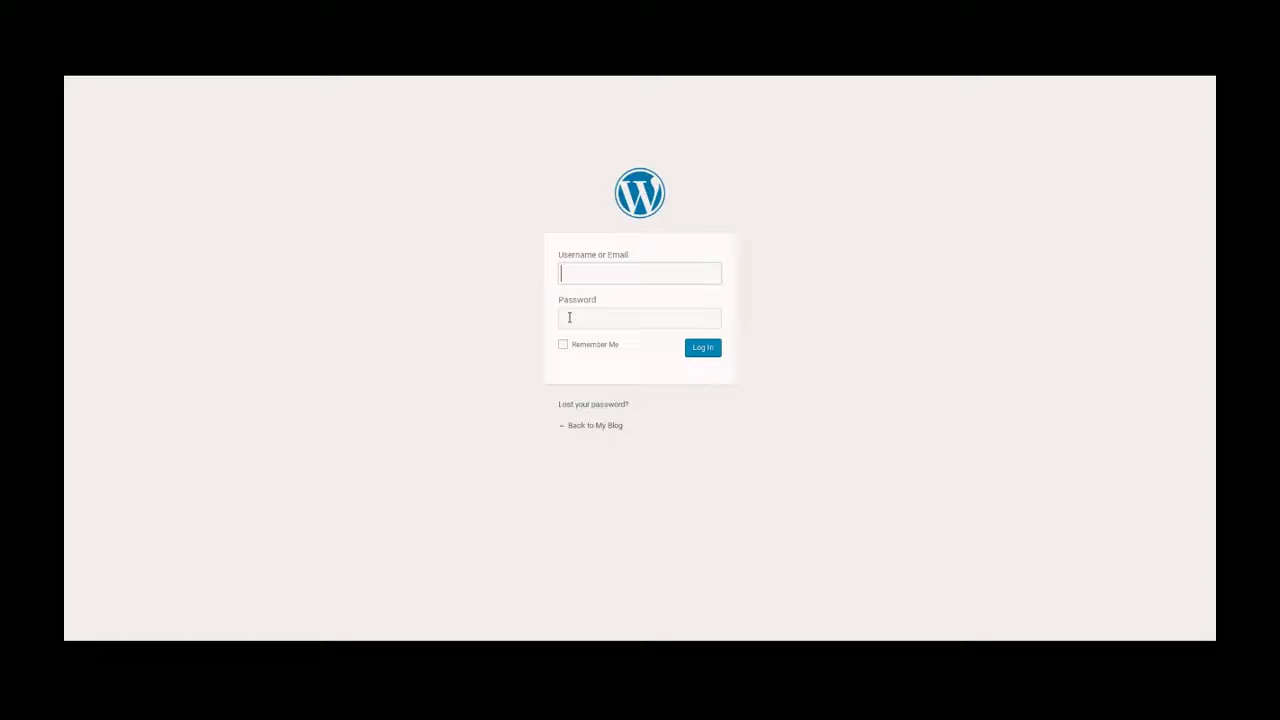 Username or Email
Password
Remember Me
Log In
Lost your password?
← Back to My Blog